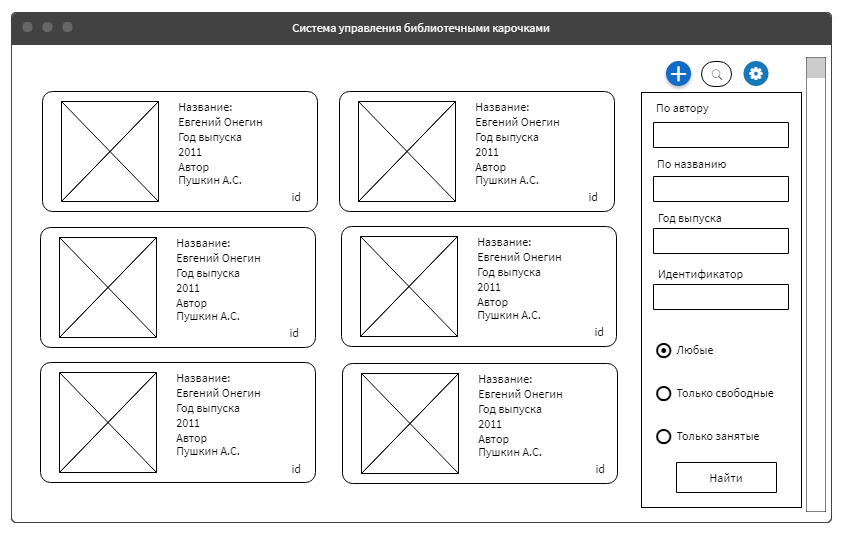 Система управления библиотечными карочками
Название:
Евгений Онегин
Год выпуска
2011
Автор
Пушкин А.С.
id
Название:
Евгений Онегин
Год выпуска
2011
Автор
Пушкин А.С.
id
Название:
Евгений Онегин
Год выпуска
2011
Автор
Пушкин А.С.
id
Название:
Евгений Онегин
Год выпуска
2011
Автор
Пушкин А.С.
id
Название:
Евгений Онегин
Год выпуска
2011
Автор
Пушкин А.С.
id
Название:
Евгений Онегин
Год выпуска
2011
Автор
Пушкин А.С.
id
По автору
По названию
Год выпуска
Идентификатор
Любые
Только свободные
Только занятые
Найти